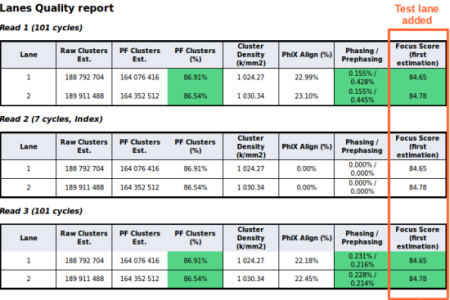 Lanes Quality report
Test lane
added
Read 1 (101 cycles)
Lane Raw Clusters Est. PF Clusters Est. PF Clusters (%) Cluster Density (k/mm2) PhiX Align (%) Phasing / Prephasing Focus Score (first estimation)
1 188 792 704 164 076 416 86.91% 1 024.27 22.99% 0.155% / 0.428% 84.65
2 189 911 488 164 352 512 86.54% 1 030.34 23.10% 0.155% / 0.445% 84.78
Read 2 (7 cycles, Index)
Lane Raw Clusters Est. PF Clusters Est. PF Clusters (%) Cluster Density (k/mm2) PhiX Align (%) Phasing / Prephasing Focus Score (first estimation)
1 188 792 704 164 076 416 86.91% 1 024.27 0.00% 0.000% / 0.000% 84.65
2 189 911 488 164 352 512 86.54% 1 030.34 0.00% 0.000% / 0.000% 84.78
Read 3 (101 cycles)
Lane Raw Clusters Est. PF Clusters Est. PF Clusters (%) Cluster Density (k/mm2) PhiX Align (%) Phasing / Prephasing Focus Score (first estimation)
1 188 792 704 164 076 416 86.91% 1 024.27 22.18% 0.231% / 0.216% 84.65
2 189 911 488 164 352 512 86.54% 1 030.34 22.45% 0.228% / 0.214% 84.78